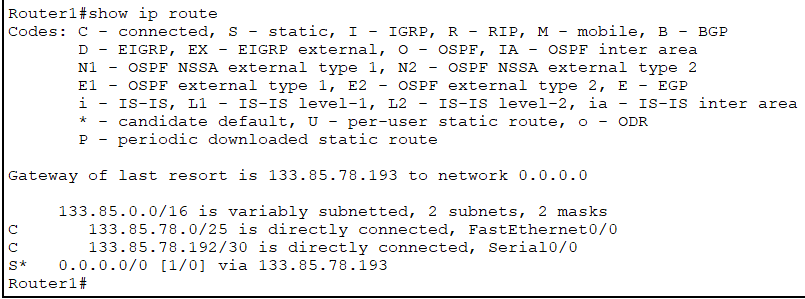 Router1#show ip route
Codes: C - connected, S - static, I - IGRP, R - RIP, M - mobile, B - BGP
       D - EIGRP, EX - EIGRP external, O - OSPF, IA - OSPF inter area
       N1 - OSPF NSSA external type 1, N2 - OSPF NSSA external type 2
       E1 - OSPF external type 1, E2 - OSPF external type 2, E - EGP
       i - IS-IS, L1 - IS-IS level-1, L2 - IS-IS level-2, ia - IS-IS inter area
       * - candidate default, U - per-user static route, o - ODR
       P - periodic downloaded static route

Gateway of last resort is 133.85.78.193 to network 0.0.0.0

     133.85.0.0/16 is variably subnetted, 2 subnets, 2 masks
C       133.85.78.0/25 is directly connected, FastEthernet0/0
C       133.85.78.192/30 is directly connected, Serial0/0
S*   0.0.0.0/0 [1/0] via 133.85.78.193
Router1#